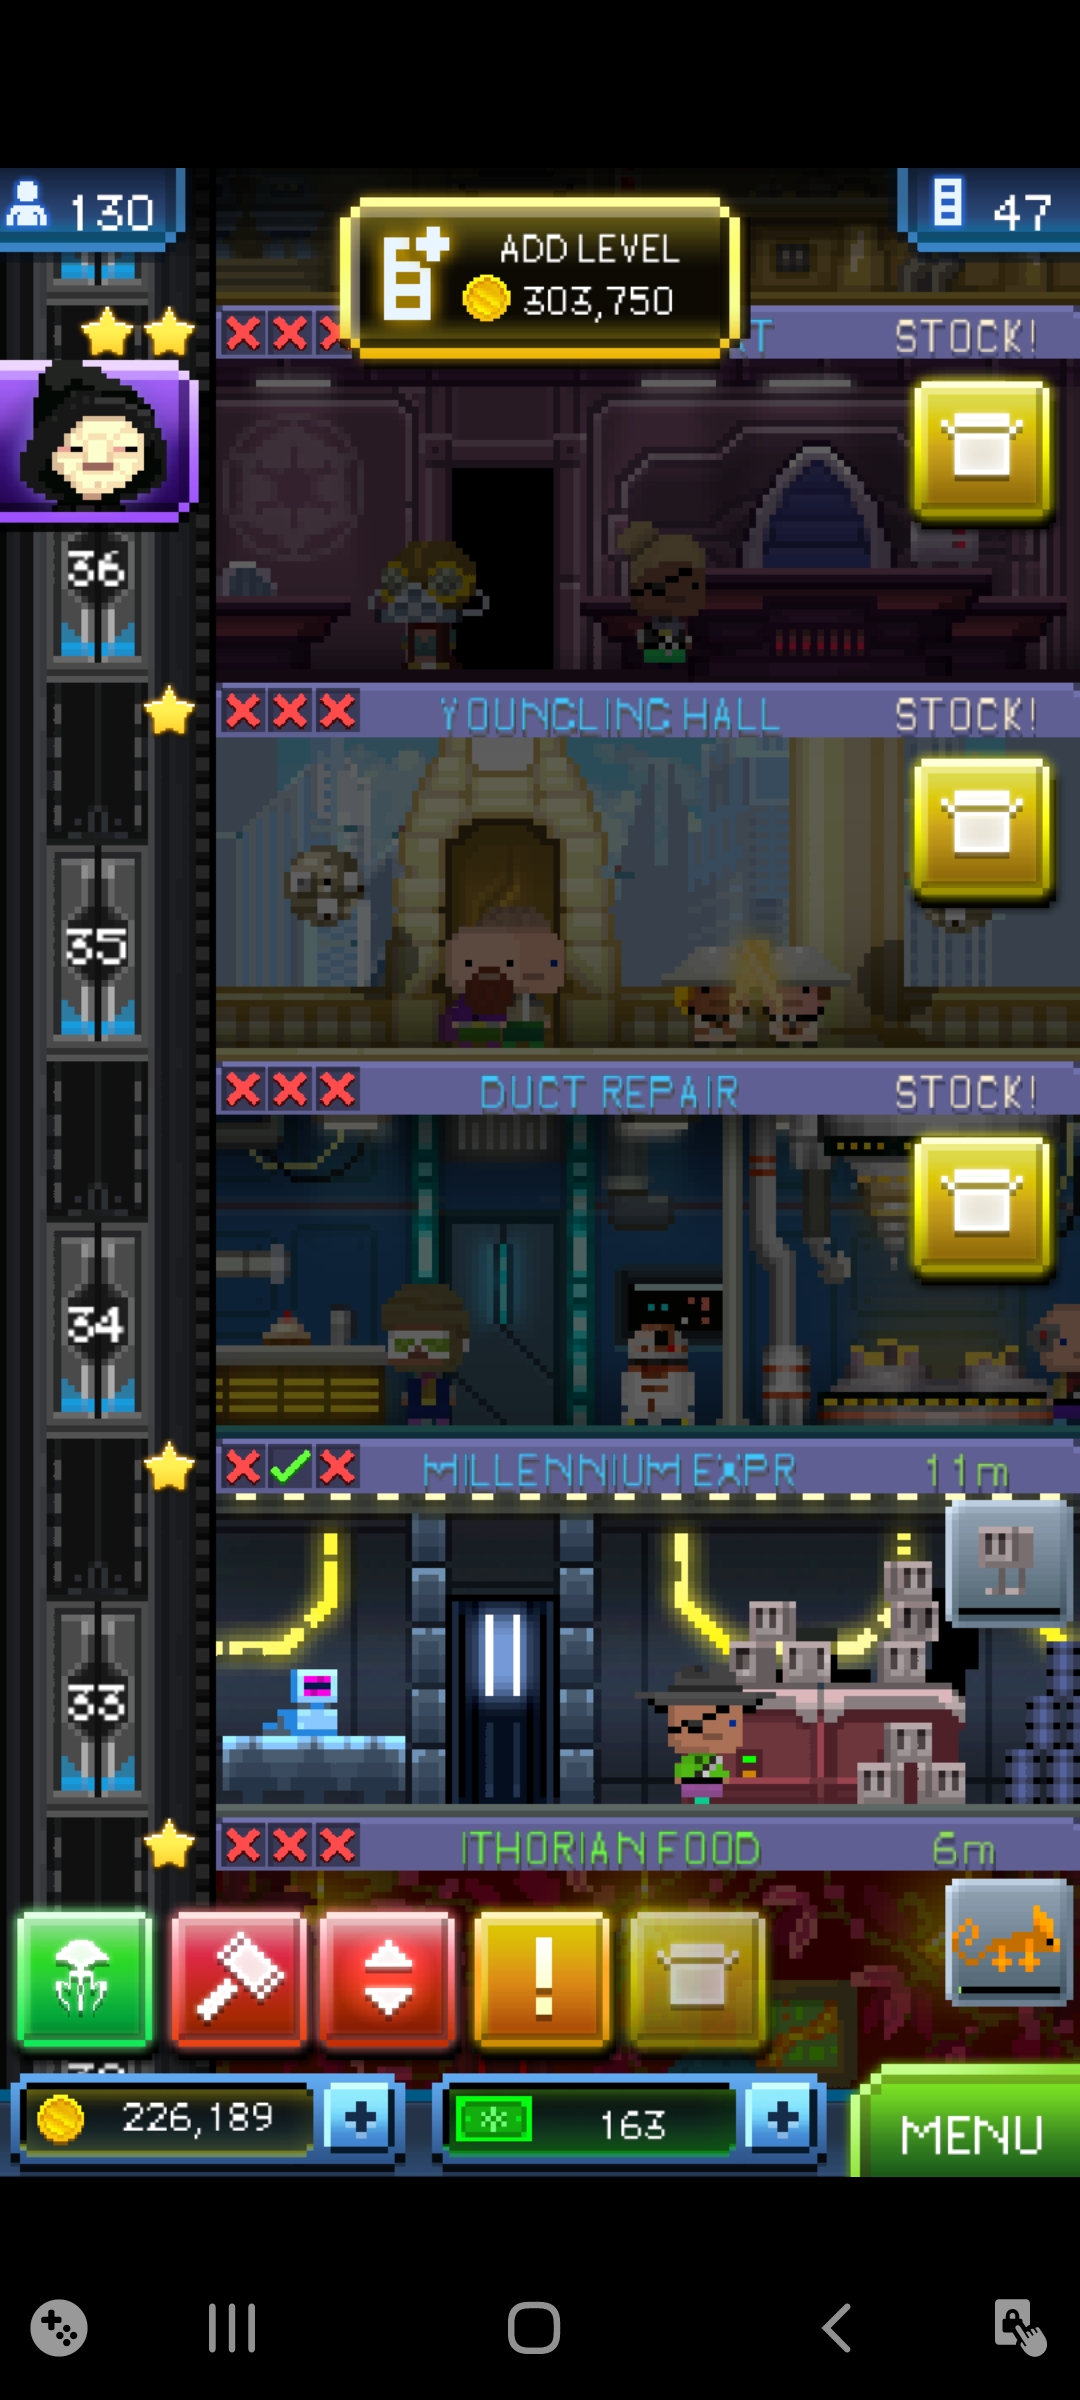 130
47
ADD LEVEL
303,750
STOCK!
36
YOUNGLING HALL
STOCK!
35
DUCT REPAIR
STOCK!
34
MILLENNIUM EXPR
11m
33
ITHORIAN FOOD
6m
226,189
163
MENU